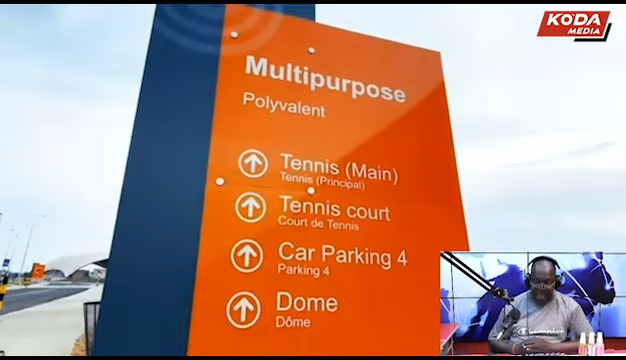 KODA
MEDIA
Multipurpose
Polyvalent
Tennis (Main)
Tennis (Principal)
Tennis court
Court de Tennis
Car Parking 4
Parking 4
Dome
Dôme
Champion